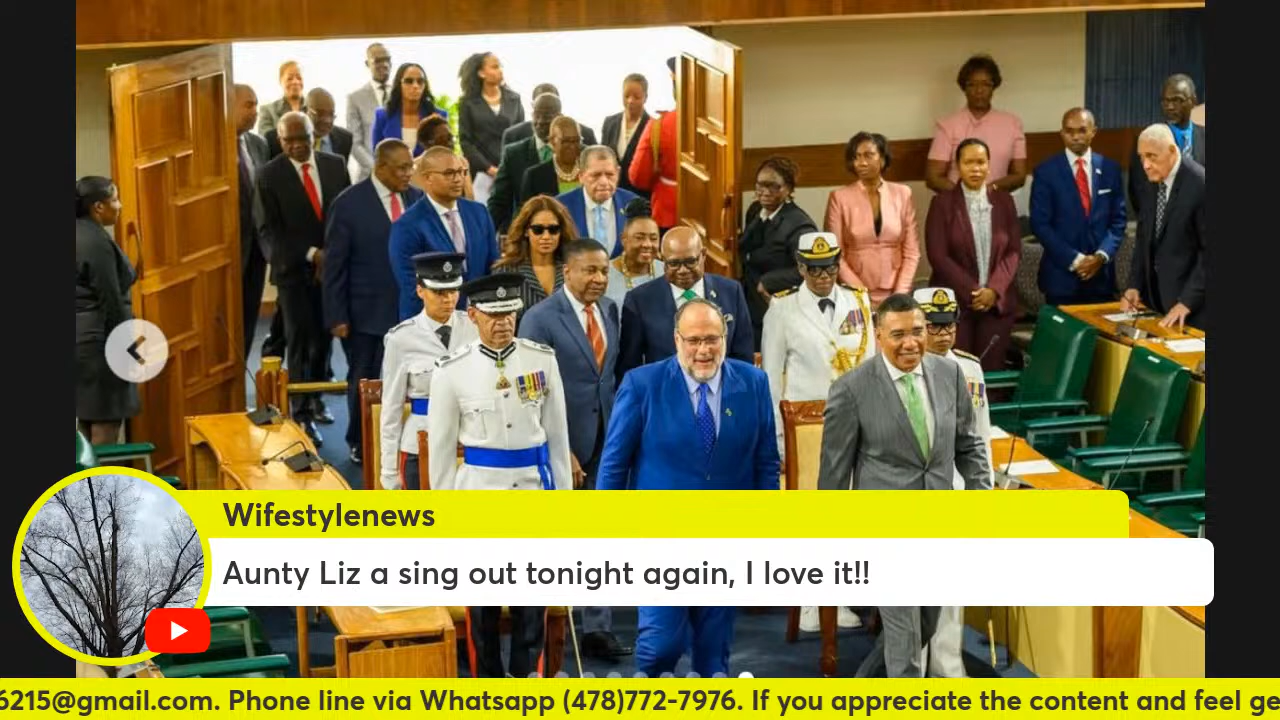 Wifestylenews
Aunty Liz a sing out tonight again, I love it!!
6215@gmail.com. Phone line via Whatsapp (478)772-7976. If you appreciate the content and feel ge